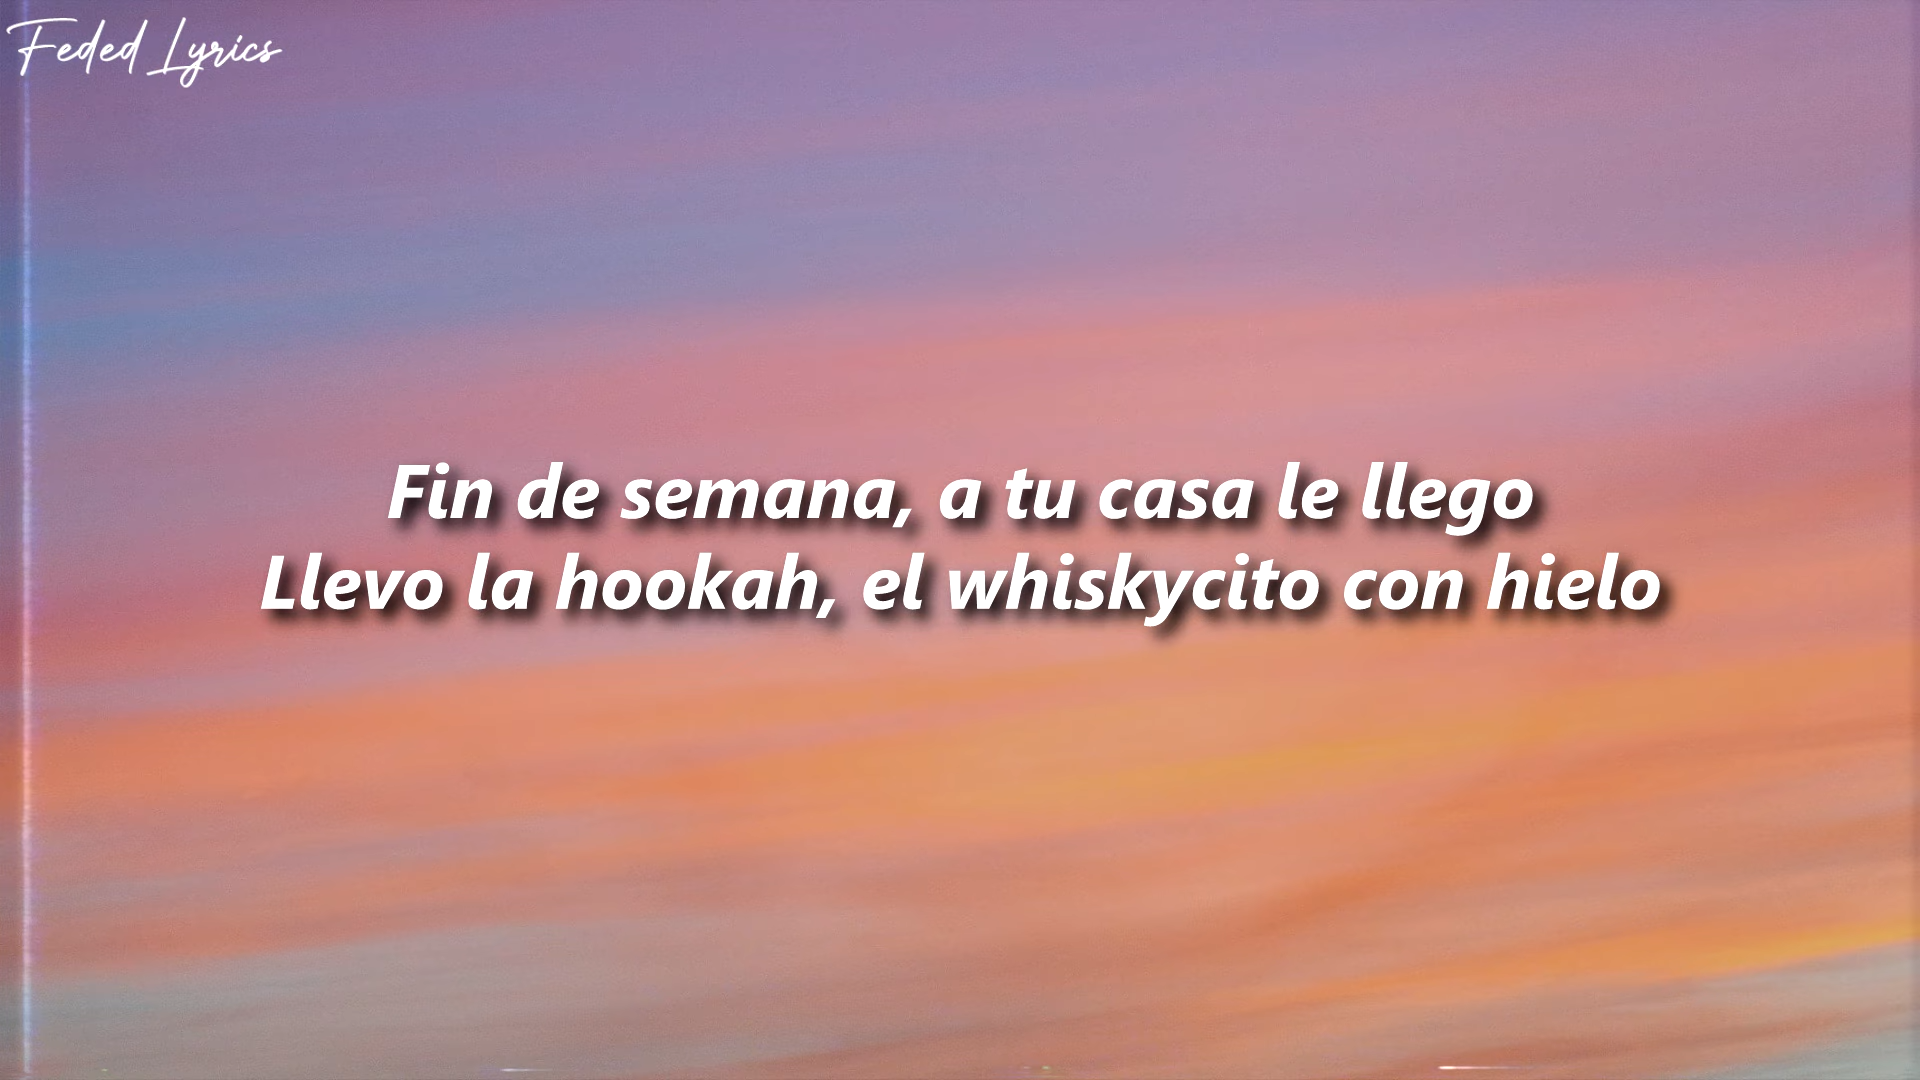 Feded Lyrics
Fin de semana, a tu casa le llego
Llevo la hookah, el whiskycito con hielo